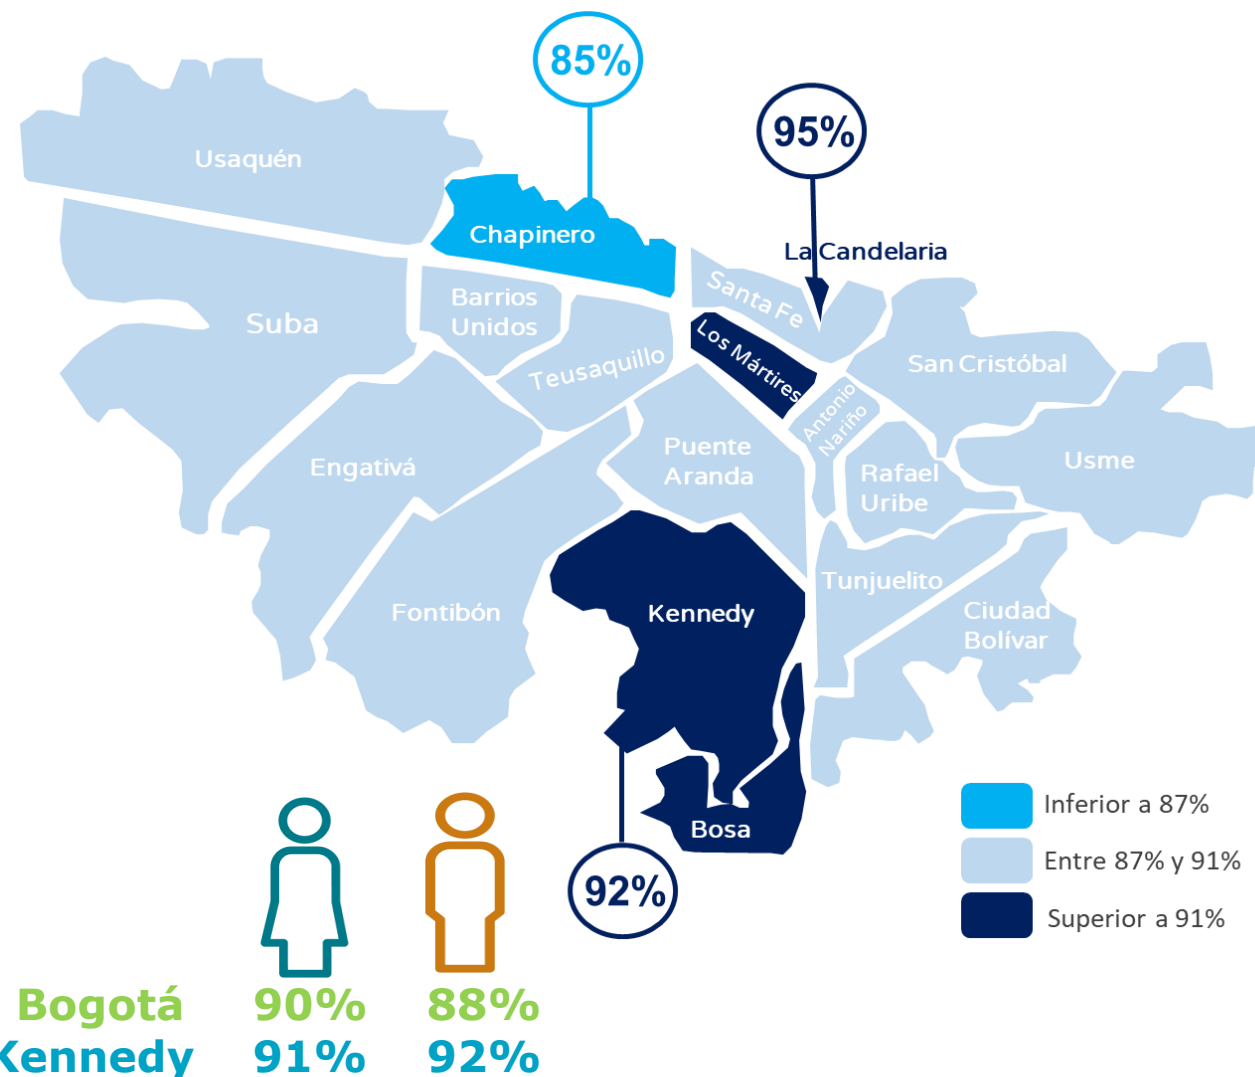 85%
95%
Usaquén
Chapinero
La Candelaria
Santa Fe
Barrios
Unidos
Suba
Los Mártires
Teusaquillo
San Cristóbal
Antonio
Nariño
Puente
Aranda
Engativá
Rafael
Uribe
Usme
Tunjuelito
Fontibón
Kennedy
Ciudad
Bolívar
Bosa
92%
Inferior a 87%
Entre 87% y 91%
Superior a 91%
Bogotá 90% 88%
Kennedy 91% 92%